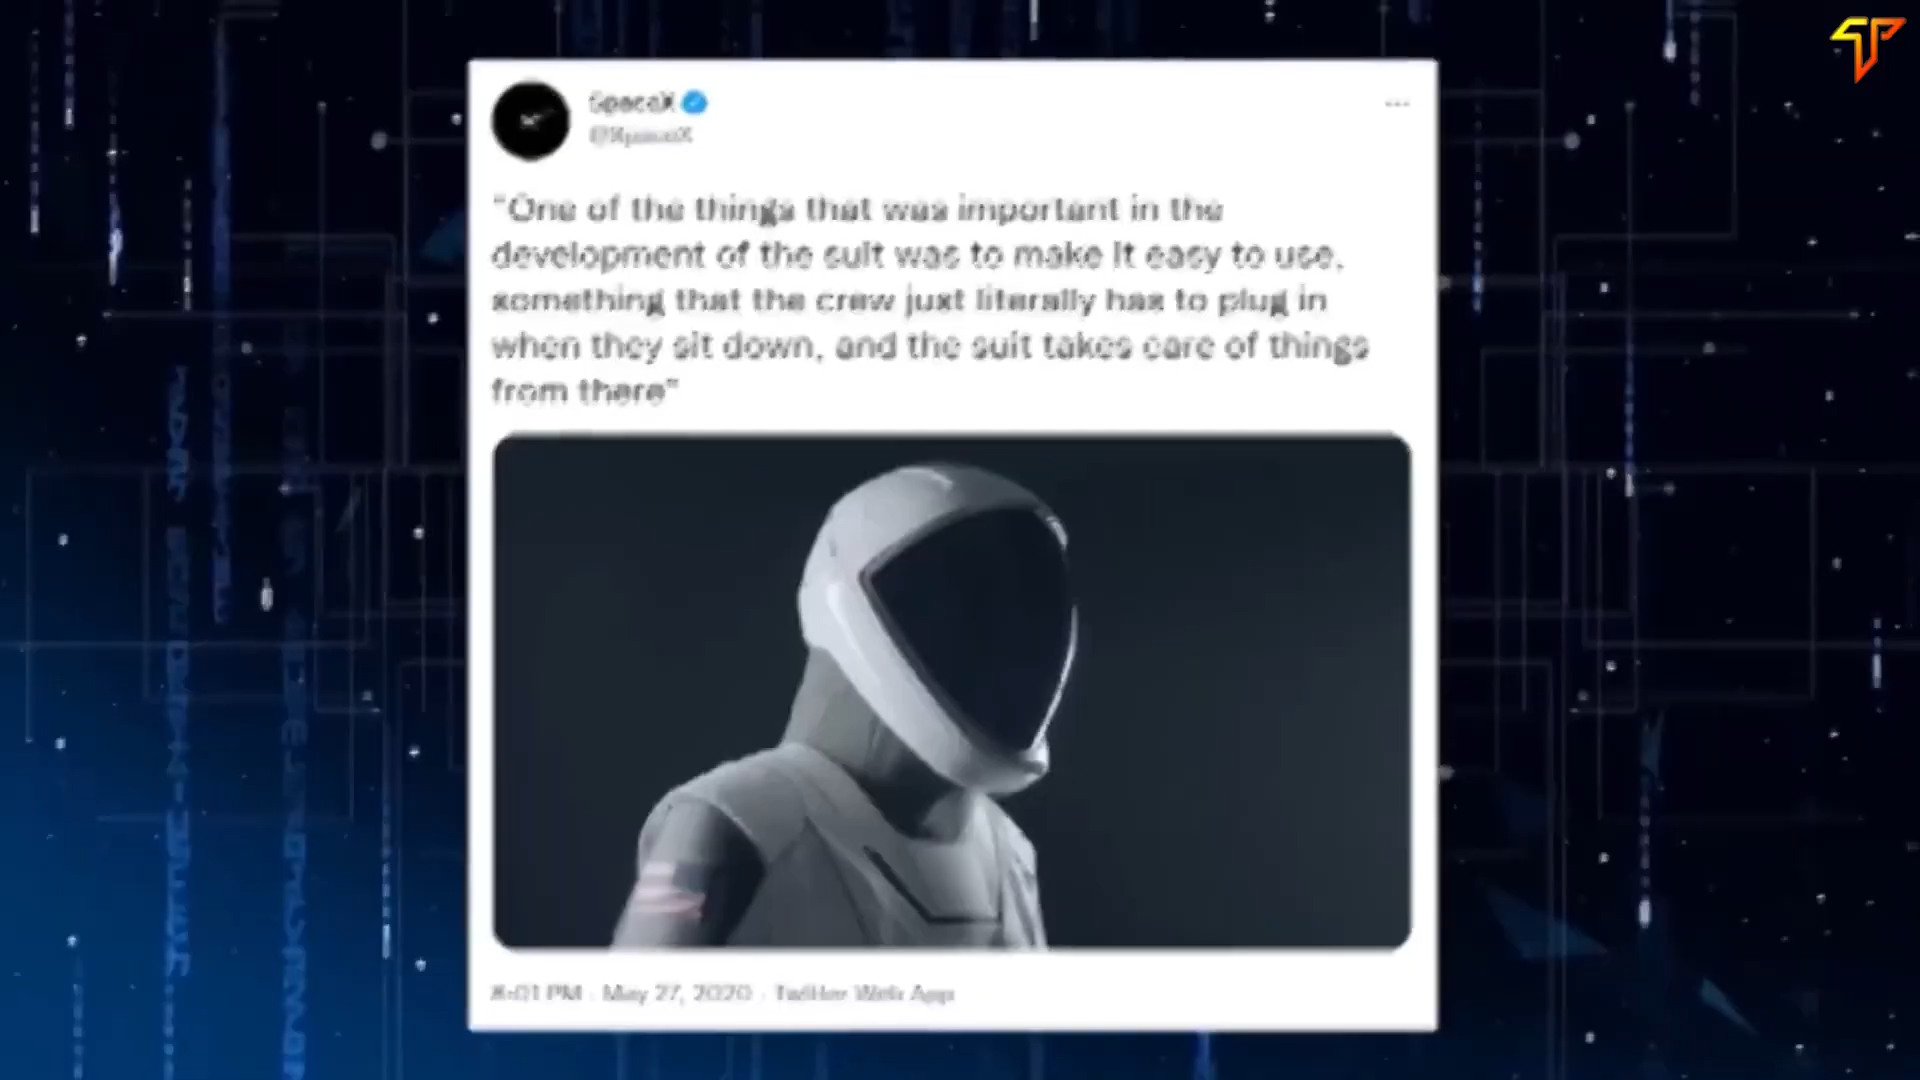 SpaceX
@SpaceX
"One of the things that was important in the
development of the suit was to make it easy to use,
something that the crew just literally has to plug in
when they sit down, and the suit takes care of things
from there"
8:01 PM · May 27, 2020 · Twitter Web App